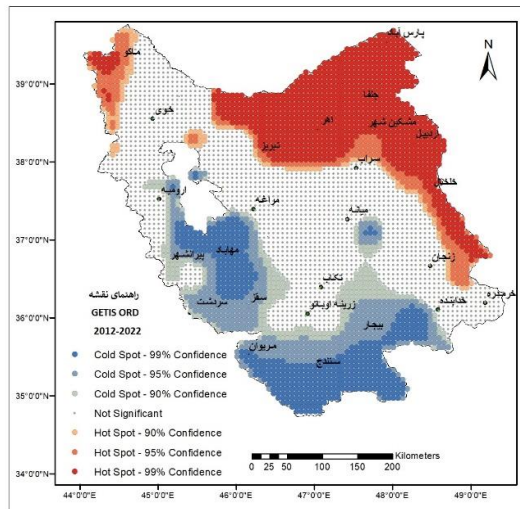 N
پارس آباد
ماکو
39°0'0"N
جلفا
خوی
مشکین شهر
اهر
اردبیل
تبریز
38°0'0"N
سراب
خلخال
ارومیه
مراغه
میانه
37°0'0"N
مهاباد
پیرانشهر
زنجان
تکاب
سقز
خرمدره
خدابنده
سردشت
زرینه اوباتو
36°0'0"N
بیجار
مریوان
سنندج
35°0'0"N
34°0'0"N
راهنمای نقشه
GETIS ORD
2012-2022
Cold Spot - 99% Confidence
Cold Spot - 95% Confidence
Cold Spot - 90% Confidence
Not Significant
Hot Spot - 90% Confidence
Hot Spot - 95% Confidence
Hot Spot - 99% Confidence
Kilometers
0 25 50 100 150 200
44°0'0"E 45°0'0"E 46°0'0"E 47°0'0"E 48°0'0"E 49°0'0"E